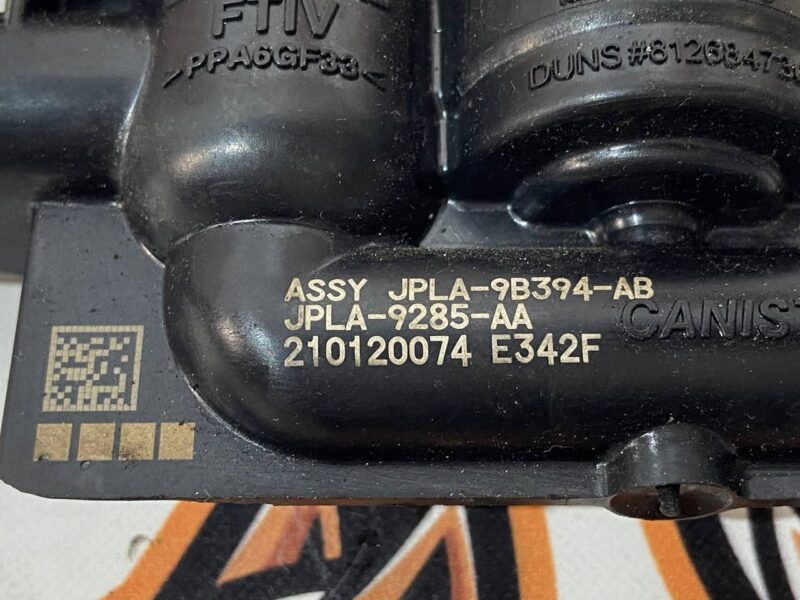 FTIV
>PPA6GF33<
DUNS #81268473
ASSY JPLA-9B394-AB
JPLA-9285-AA
210120074 E342F
CANIST